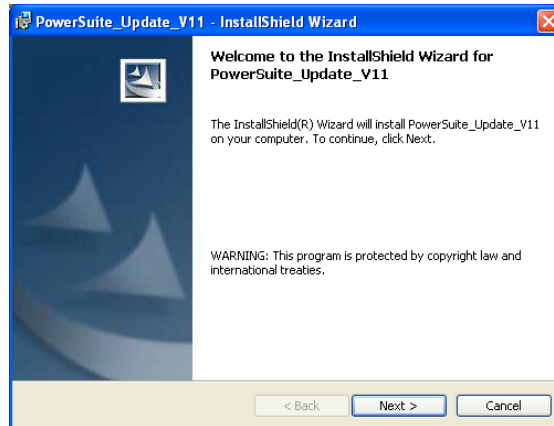 PowerSuite_Update_V11 - InstallShield Wizard
Welcome to the InstallShield Wizard for
PowerSuite_Update_V11
The InstallShield(R) Wizard will install PowerSuite_Update_V11
on your computer. To continue, click Next.
WARNING: This program is protected by copyright law and
international treaties.
< Back
Next >
Cancel